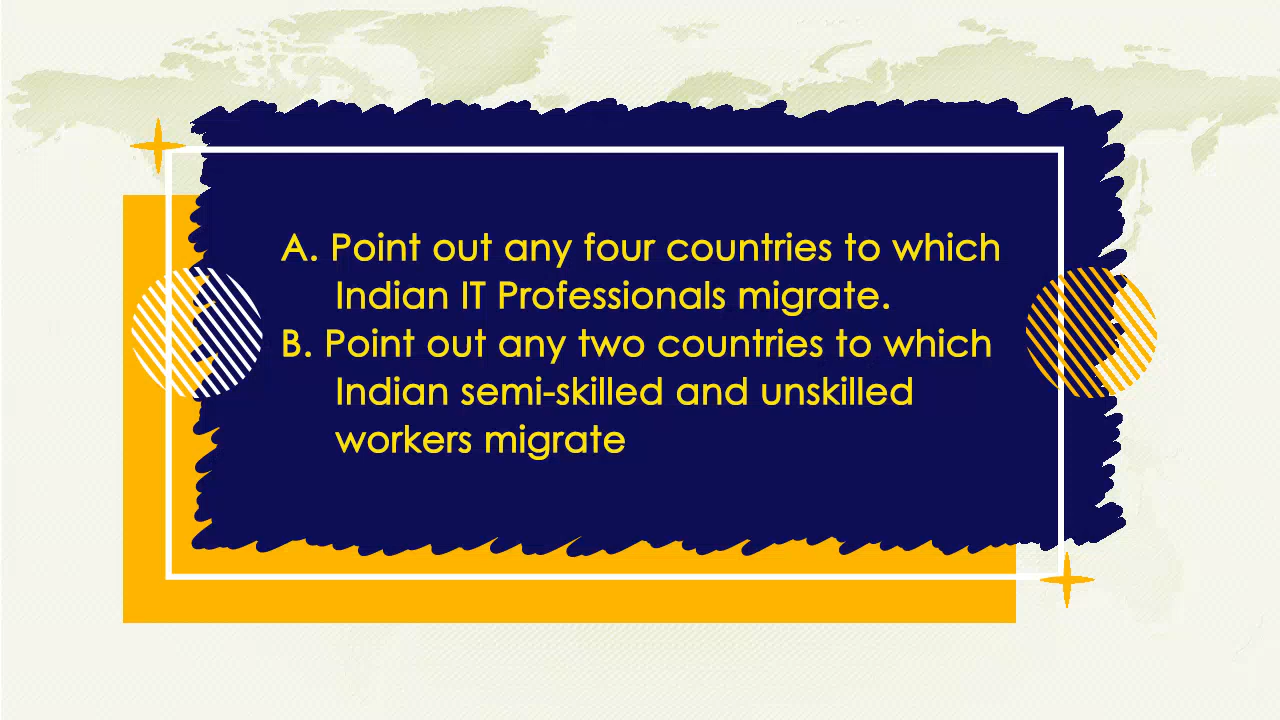 A. Point out any four countries to which
Indian IT Professionals migrate.
B. Point out any two countries to which
Indian semi-skilled and unskilled
workers migrate